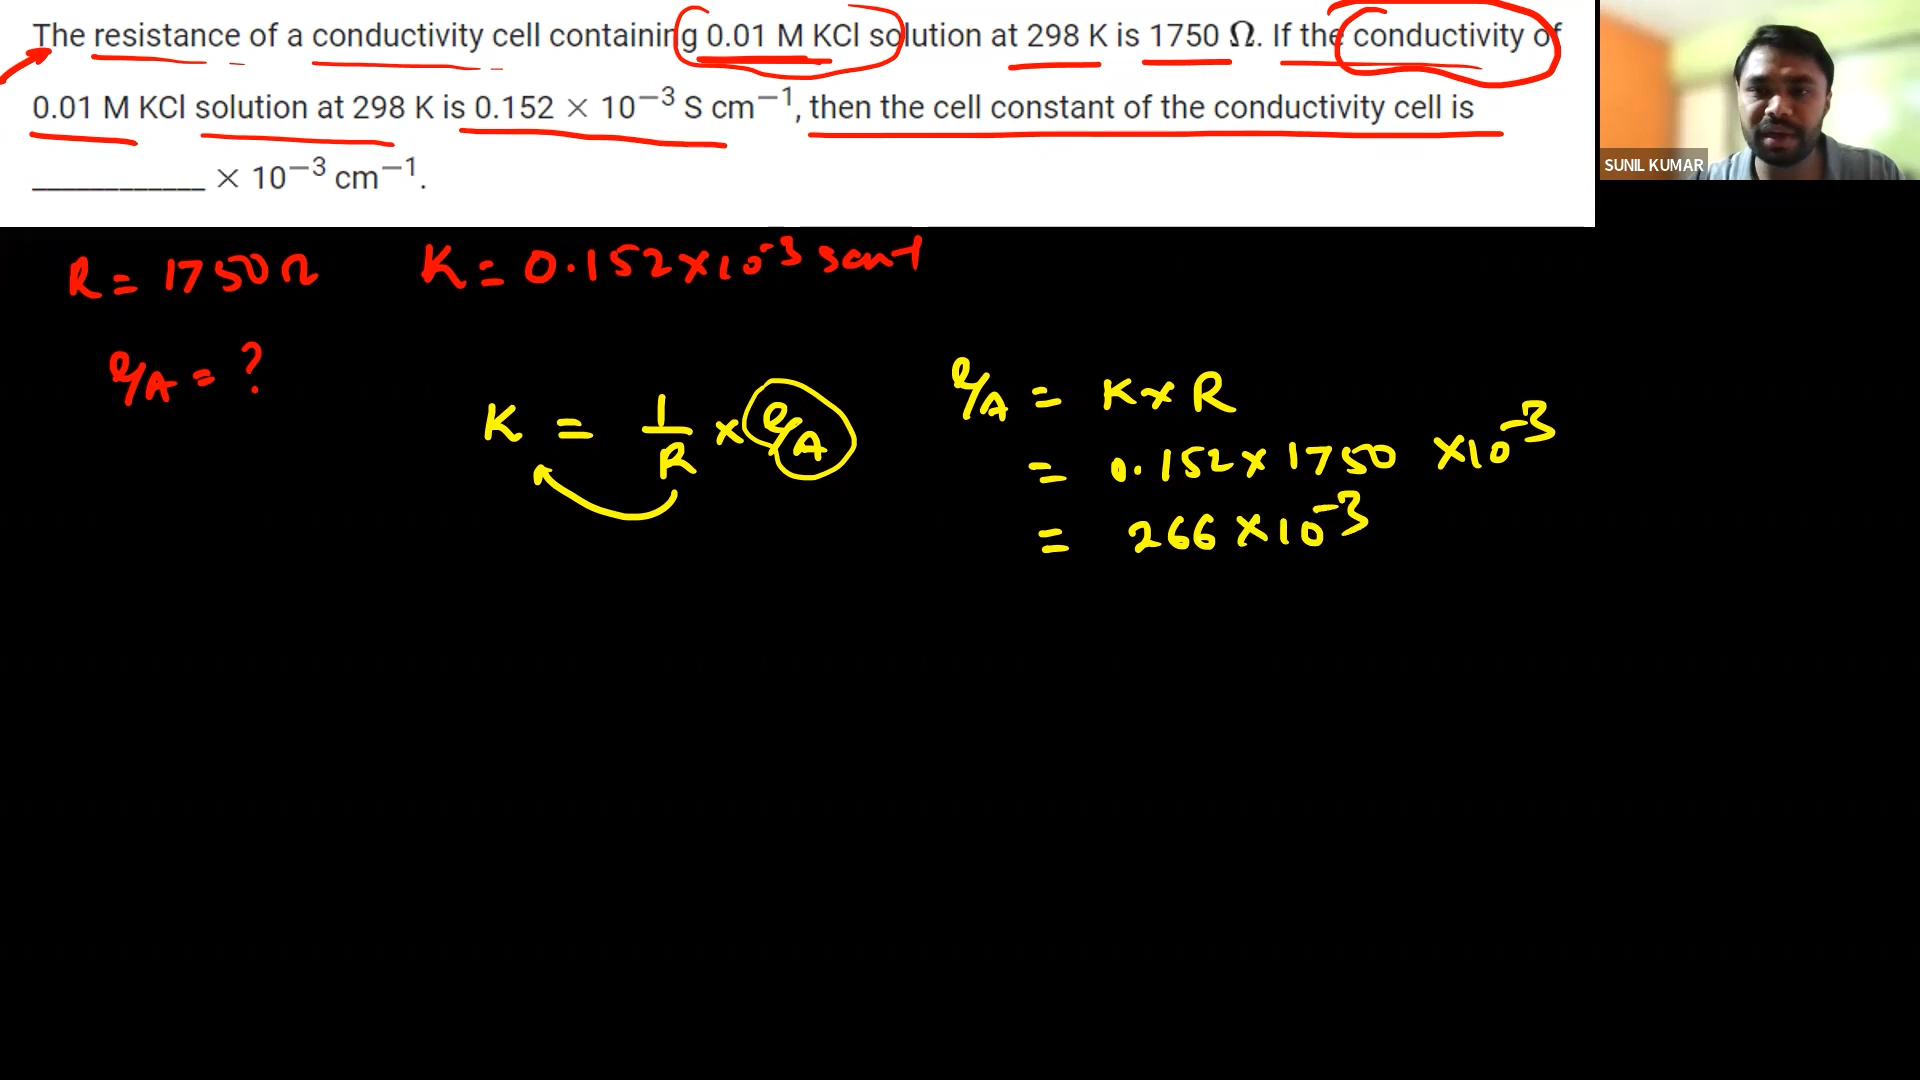 The resistance of a conductivity cell containing 0.01 M KCl solution at 298 K is 1750 Ω. If the conductivity of
0.01 M KCl solution at 298 K is 0.152 × 10⁻³ S cm⁻¹, then the cell constant of the conductivity cell is
____________ × 10⁻³ cm⁻¹.
SUNIL KUMAR
R = 1750Ω K = 0.152×10⁻³ scm⁻¹
l/A = ?
K = 1/R × l/A
l/A = K×R
= 0.152×1750 ×10⁻³
= 266×10⁻³